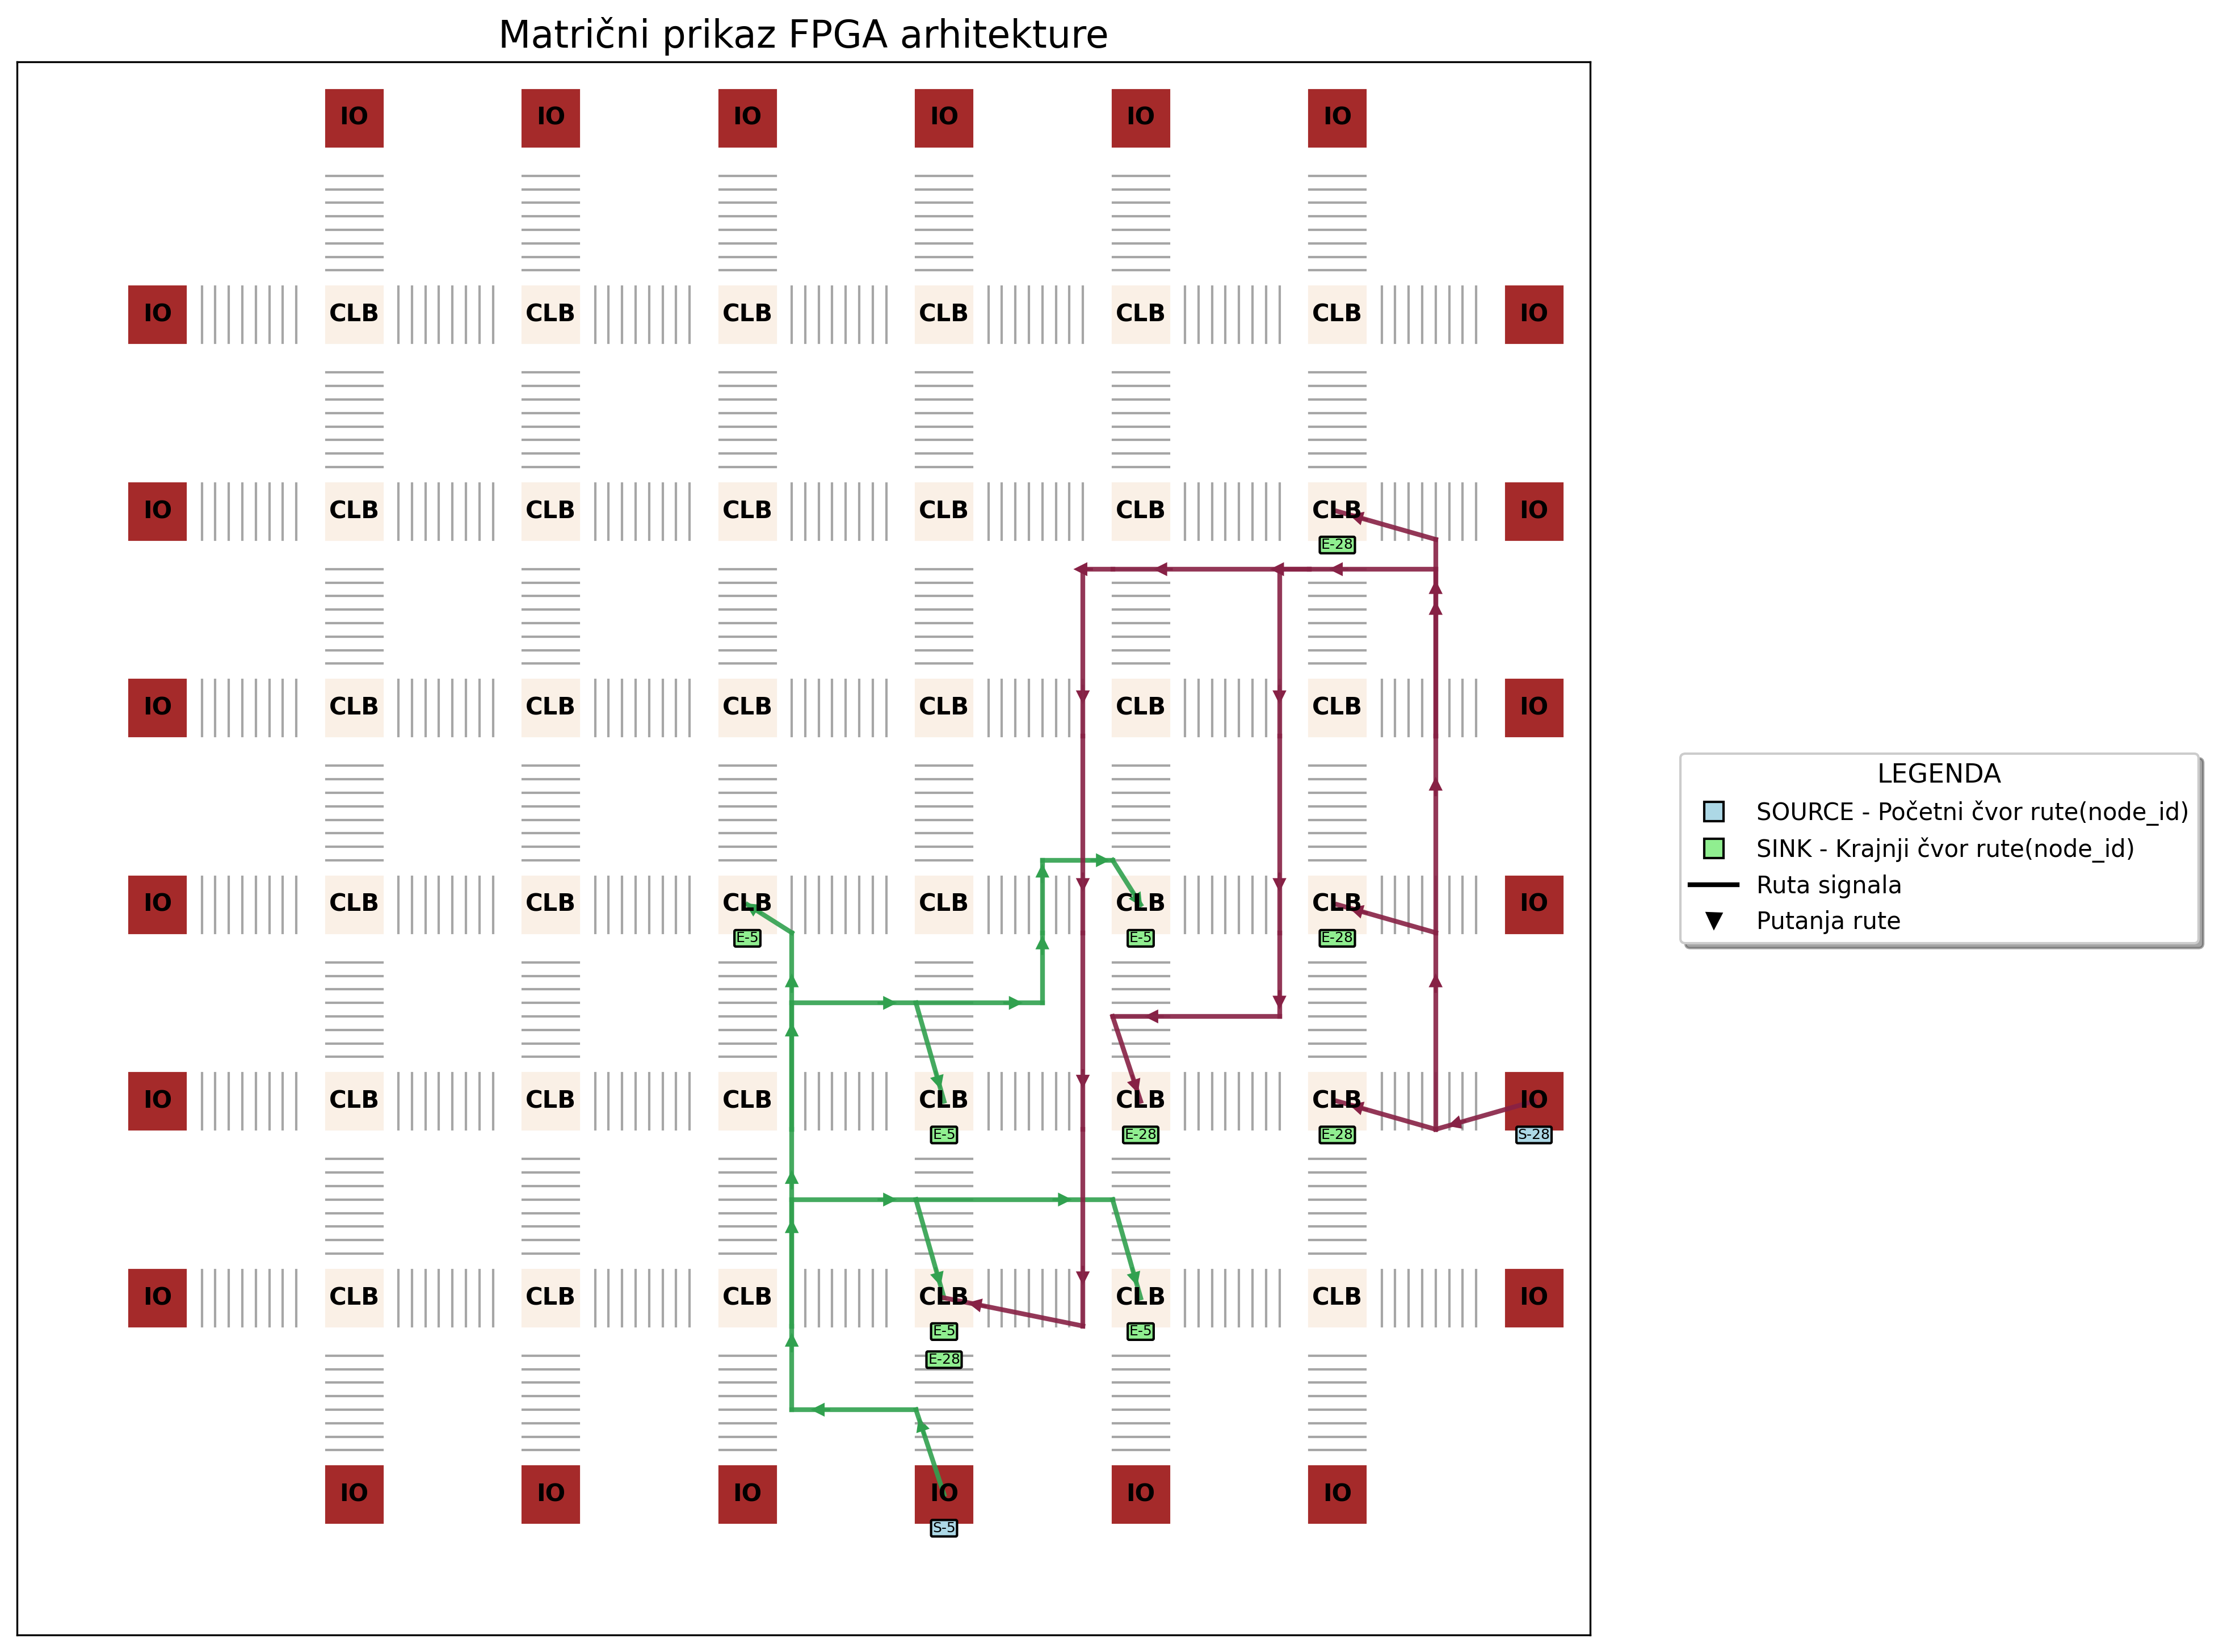 Matrični prikaz FPGA arhitekture
IO IO IO IO IO IO
IO CLB CLB CLB CLB CLB CLB IO
IO CLB CLB CLB CLB CLB CLB IO
E-28
IO CLB CLB CLB CLB CLB CLB IO
LEGENDA
SOURCE - Početni čvor rute(node_id)
SINK - Krajnji čvor rute(node_id)
Ruta signala
Putanja rute
IO CLB CLB CLB CLB CLB CLB IO
E-5 E-5 E-28
IO CLB CLB CLB CLB CLB CLB IO
E-5 E-28 E-28 S-28
IO CLB CLB CLB CLB CLB CLB IO
E-5 E-5
E-28
IO IO IO IO IO IO
S-5